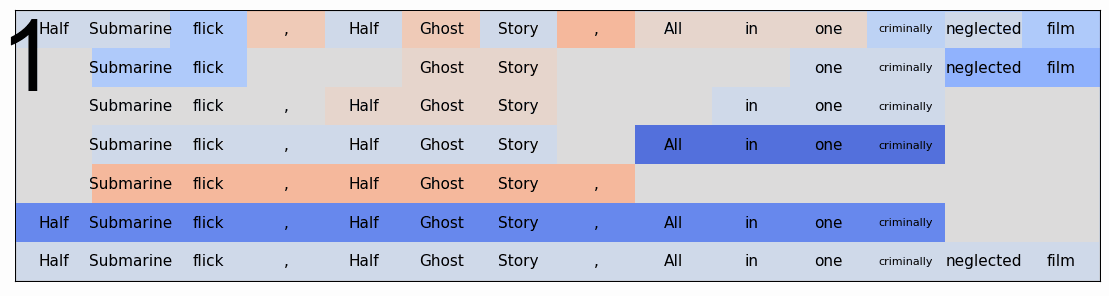 1
Half Submarine flick , Half Ghost Story , All in one criminally neglected film
Submarine flick Ghost Story one criminally neglected film
Submarine flick , Half Ghost Story in one criminally
Submarine flick , Half Ghost Story All in one criminally
Submarine flick , Half Ghost Story ,
Half Submarine flick , Half Ghost Story , All in one criminally
Half Submarine flick , Half Ghost Story , All in one criminally neglected film